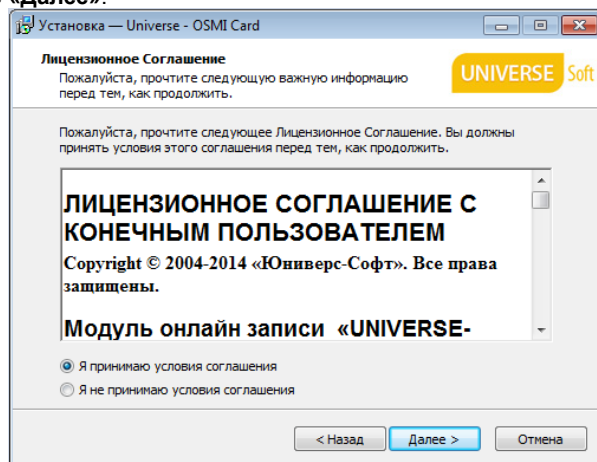 «Далее».
Установка — Universe - OSMI Card
Лицензионное Соглашение
Пожалуйста, прочтите следующую важную информацию
перед тем, как продолжить.
UNIVERSE Soft
Пожалуйста, прочтите следующее Лицензионное Соглашение. Вы должны
принять условия этого соглашения перед тем, как продолжить.
ЛИЦЕНЗИОННОЕ СОГЛАШЕНИЕ С
КОНЕЧНЫМ ПОЛЬЗОВАТЕЛЕМ
Copyright © 2004-2014 «Юниверс-Софт». Все права
защищены.
Модуль онлайн записи «UNIVERSE-
Я принимаю условия соглашения
Я не принимаю условия соглашения
< Назад Далее > Отмена